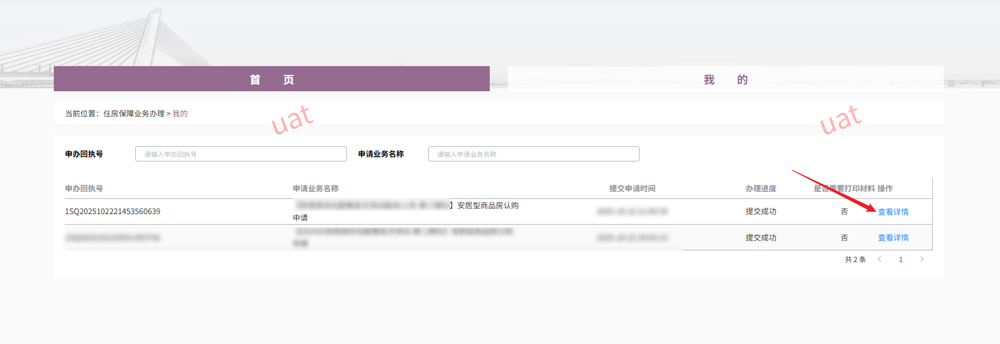 首 页
我 的
当前位置：住房保障业务办理 > 我的
uat
uat
申办回执号
请输入申办回执号
申请业务名称
请输入申请业务名称
申办回执号
申请业务名称
提交申请时间
办理进度
是否需要打印材料
操作
1SQ2025102221453560639
】安居型商品房认购
申请
提交成功
否
查看详情
提交成功
否
查看详情
共 2 条
1